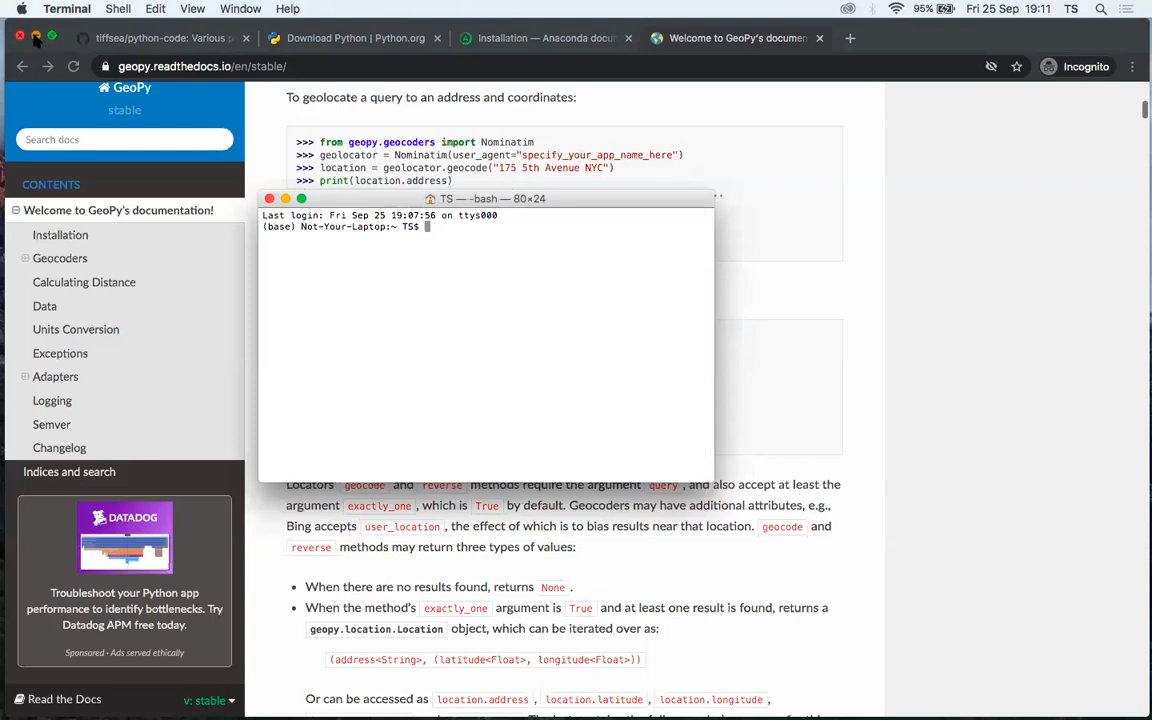 Terminal Shell Edit View Window Help 95% Fri 25 Sep 19:11 TS
tiffsea/python-code: Various p Download Python | Python.org Installation — Anaconda docu Welcome to GeoPy's documen
geopy.readthedocs.io/en/stable/ Incognito
GeoPy
stable
Search docs
CONTENTS
Welcome to GeoPy's documentation!
Installation
Geocoders
Calculating Distance
Data
Units Conversion
Exceptions
Adapters
Logging
Semver
Changelog
Indices and search
DATADOG
Troubleshoot your Python app
performance to identify bottlenecks. Try
Datadog APM free today.
Sponsored · Ads served ethically
Read the Docs v: stable
To geolocate a query to an address and coordinates:
>>> from geopy.geocoders import Nominatim
>>> geolocator = Nominatim(user_agent="specify_your_app_name_here")
>>> location = geolocator.geocode("175 5th Avenue NYC")
>>> print(location.address)
TS — -bash — 80×24
Last login: Fri Sep 25 19:07:56 on ttys000
(base) Not-Your-Laptop:~ TS$
Locators geocode and reverse methods require the argument query, and also accept at least the
argument exactly_one, which is True by default. Geocoders may have additional attributes, e.g.,
Bing accepts user_location, the effect of which is to bias results near that location. geocode and
reverse methods may return three types of values:
• When there are no results found, returns None.
• When the method's exactly_one argument is True and at least one result is found, returns a
geopy.location.Location object, which can be iterated over as:
(address<String>, (latitude<Float>, longitude<Float>))
Or can be accessed as location.address, location.latitude, location.longitude,